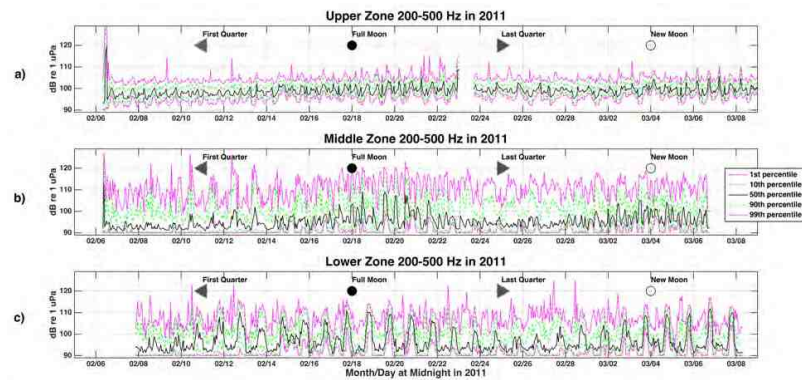 Upper Zone 200-500 Hz in 2011
First Quarter Full Moon Last Quarter New Moon
a)
dB re 1 uPa
120
110
100
90
02/06 02/08 02/10 02/12 02/14 02/16 02/18 02/20 02/22 02/24 02/26 02/28 03/02 03/04 03/06 03/08
Middle Zone 200-500 Hz in 2011
First Quarter Full Moon Last Quarter New Moon
b)
dB re 1 uPa
120
110
100
90
02/06 02/08 02/10 02/12 02/14 02/16 02/18 02/20 02/22 02/24 02/26 02/28 03/02 03/04 03/06 03/08
1st percentile
10th percentile
50th percentile
90th percentile
99th percentile
Lower Zone 200-500 Hz in 2011
First Quarter Full Moon Last Quarter New Moon
c)
dB re 1 uPa
120
110
100
90
02/06 02/08 02/10 02/12 02/14 02/16 02/18 02/20 02/22 02/24 02/26 02/28 03/02 03/04 03/06 03/08
Month/Day at Midnight in 2011